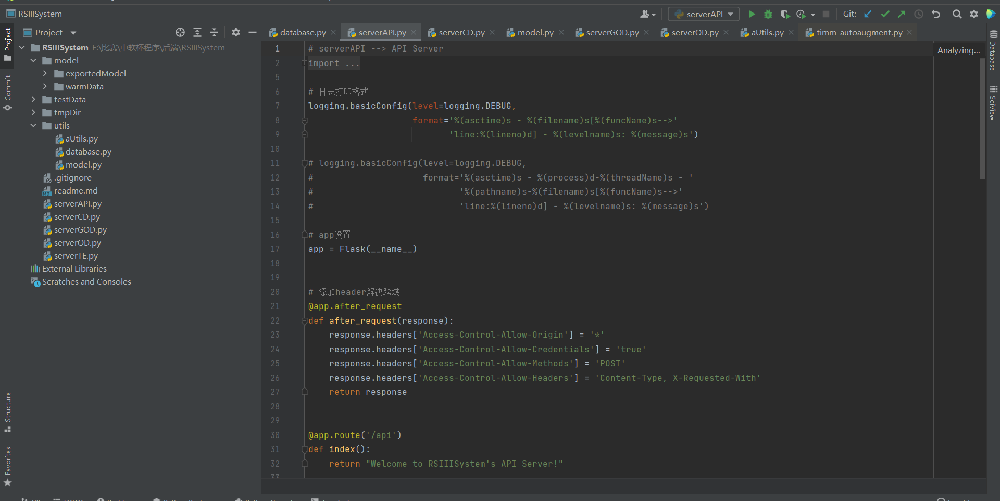 RSIIISystem
serverAPI
Git:
Project
database.py
serverAPI.py
serverCD.py
model.py
serverGOD.py
serverOD.py
aUtils.py
timm_autoaugment.py
Project
Commit
Structure
Favorites
RSIIISystem E:\比赛\中软杯程序\后端\RSIIISystem
model
exportedModel
warmData
testData
tmpDir
utils
aUtils.py
database.py
model.py
.gitignore
readme.md
serverAPI.py
serverCD.py
serverGOD.py
serverOD.py
serverTE.py
External Libraries
Scratches and Consoles
1 # serverAPI --> API Server
2 import ...
5
6 # 日志打印格式
7 logging.basicConfig(level=logging.DEBUG,
8 format='%(asctime)s - %(filename)s[%(funcName)s-->'
9 'line:%(lineno)d] - %(levelname)s: %(message)s')
10
11 # logging.basicConfig(level=logging.DEBUG,
12 # format='%(asctime)s - %(process)d-%(threadName)s - '
13 # '%(pathname)s-%(filename)s[%(funcName)s-->'
14 # 'line:%(lineno)d] - %(levelname)s: %(message)s')
15
16 # app设置
17 app = Flask(__name__)
18
19
20 # 添加header解决跨域
21 @app.after_request
22 def after_request(response):
23 response.headers['Access-Control-Allow-Origin'] = '*'
24 response.headers['Access-Control-Allow-Credentials'] = 'true'
25 response.headers['Access-Control-Allow-Methods'] = 'POST'
26 response.headers['Access-Control-Allow-Headers'] = 'Content-Type, X-Requested-With'
27 return response
28
29
30 @app.route('/api')
31 def index():
32 return "Welcome to RSIIISystem's API Server!"
33
Analyzing...
Database
SciView